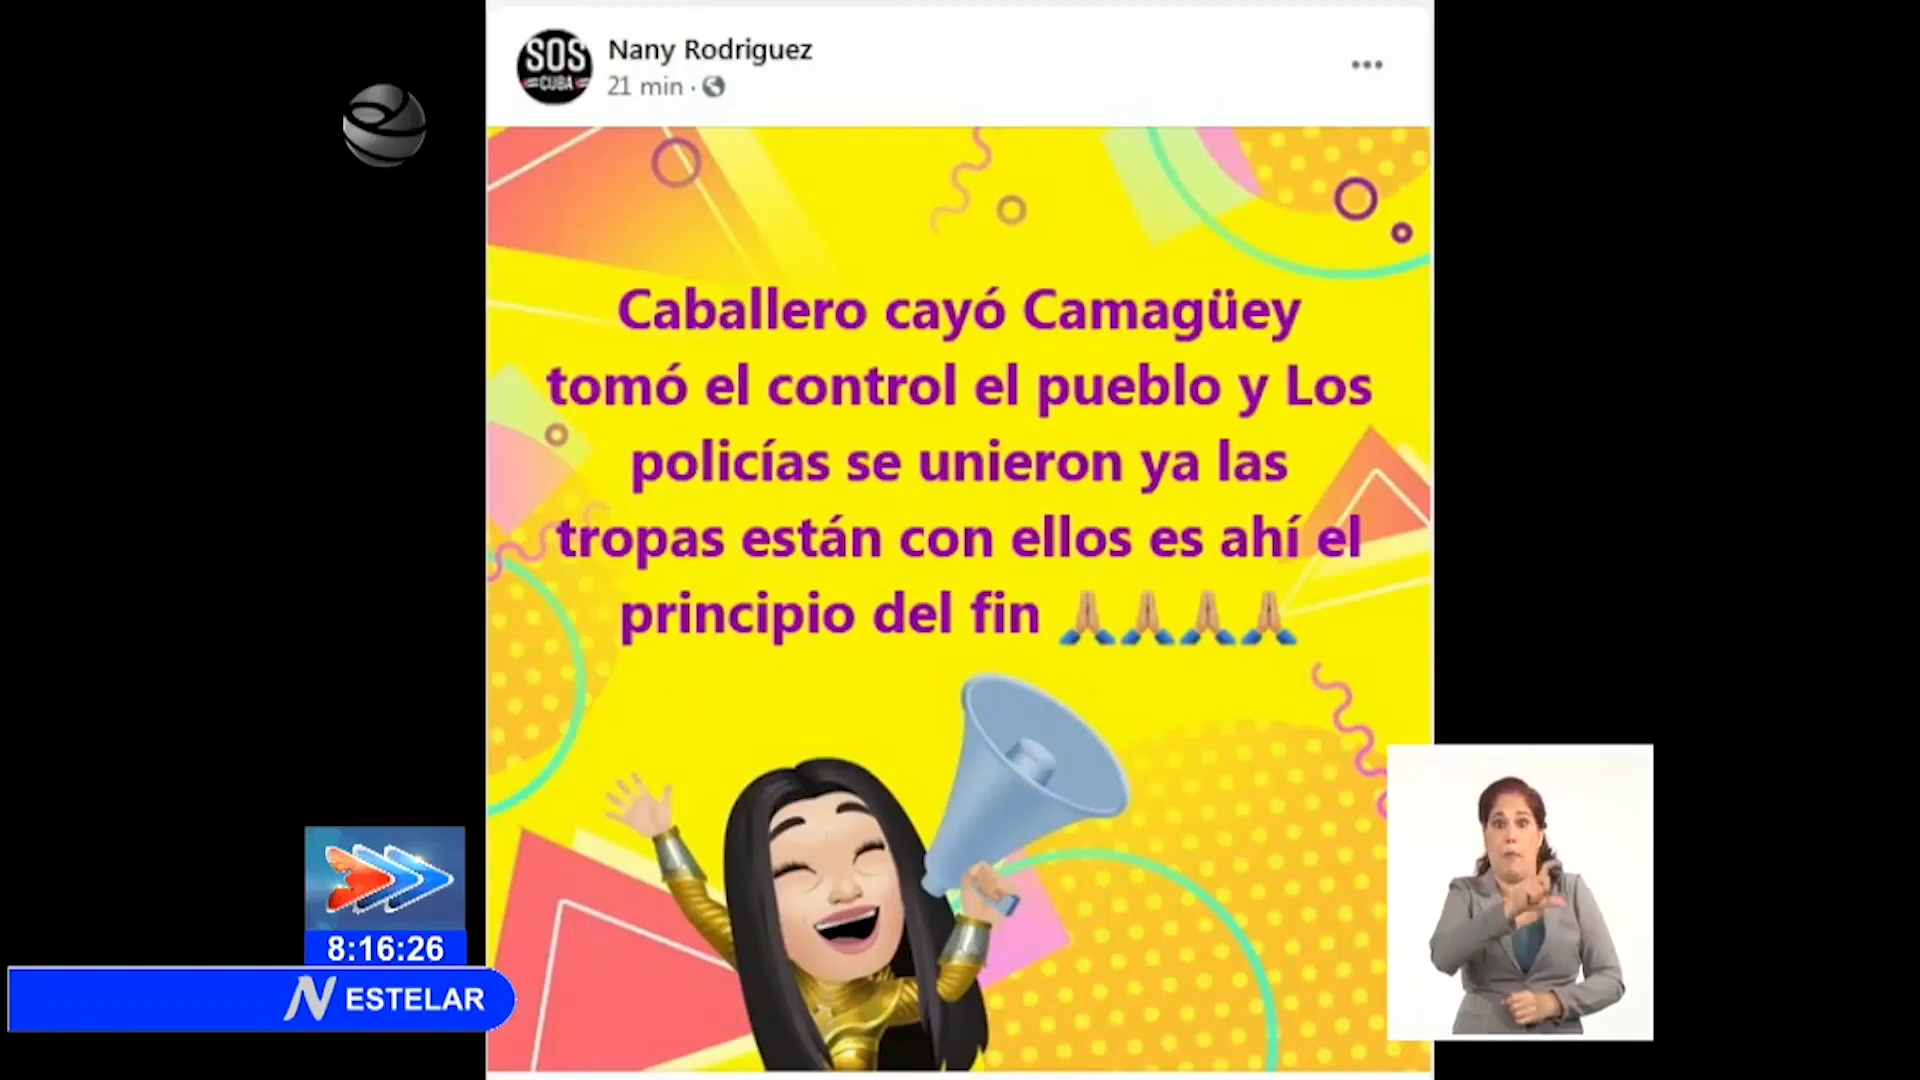 SOS
CUBA
Nany Rodriguez
21 min ·
Caballero cayó Camagüey
tomó el control el pueblo y Los
policías se unieron ya las
tropas están con ellos es ahí el
principio del fin 🙏🏼🙏🏼🙏🏼🙏🏼
8:16:26
N ESTELAR